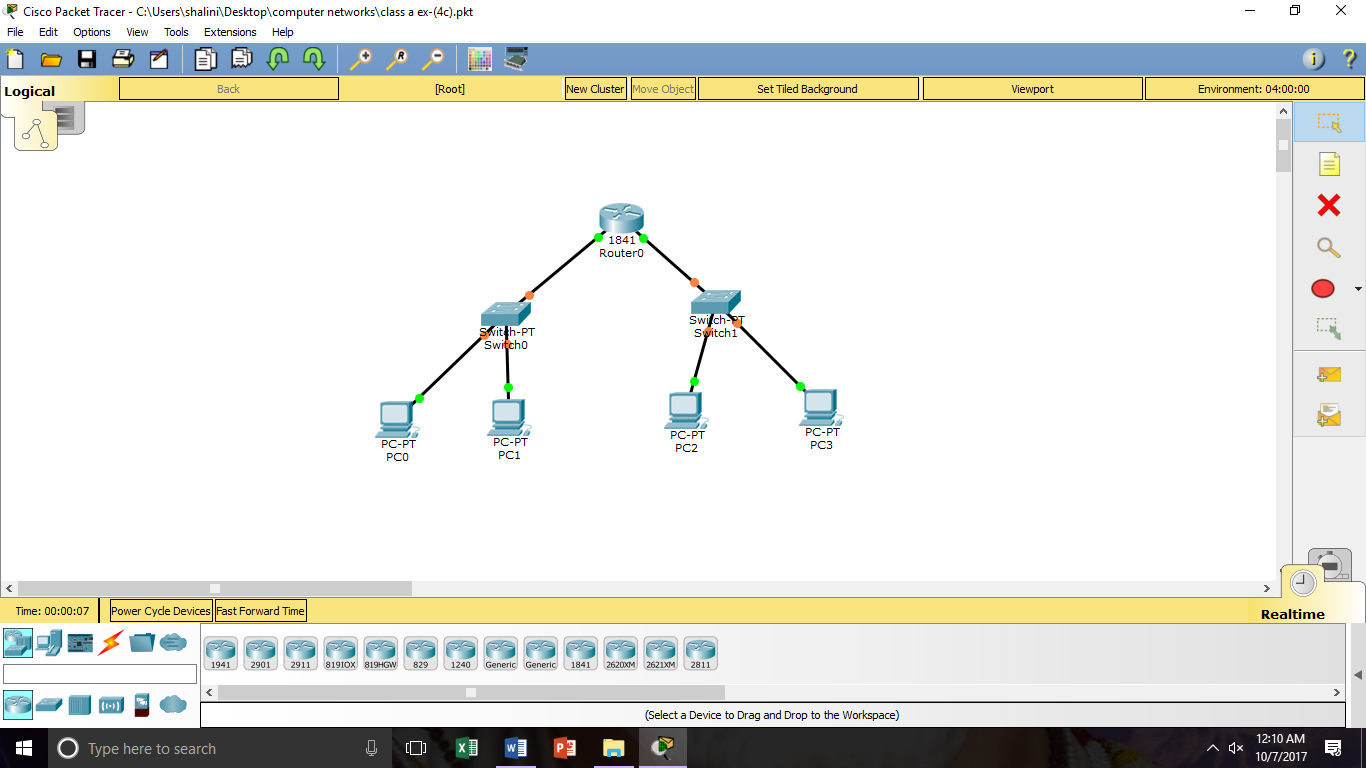 Cisco Packet Tracer - C:\Users\shalini\Desktop\computer networks\class a ex-(4c).pkt
File Edit Options View Tools Extensions Help
Logical Back [Root] New Cluster Move Object Set Tiled Background Viewport Environment: 04:00:00
1841
Router0
Switch-PT
Switch0
Switch-PT
Switch1
PC-PT
PC0
PC-PT
PC1
PC-PT
PC2
PC-PT
PC3
Time: 00:00:07 Power Cycle Devices Fast Forward Time Realtime
1941 2901 2911 819IOX 819HGW 829 1240 Generic Generic 1841 2620XM 2621XM 2811
(Select a Device to Drag and Drop to the Workspace)
Type here to search
12:10 AM
10/7/2017